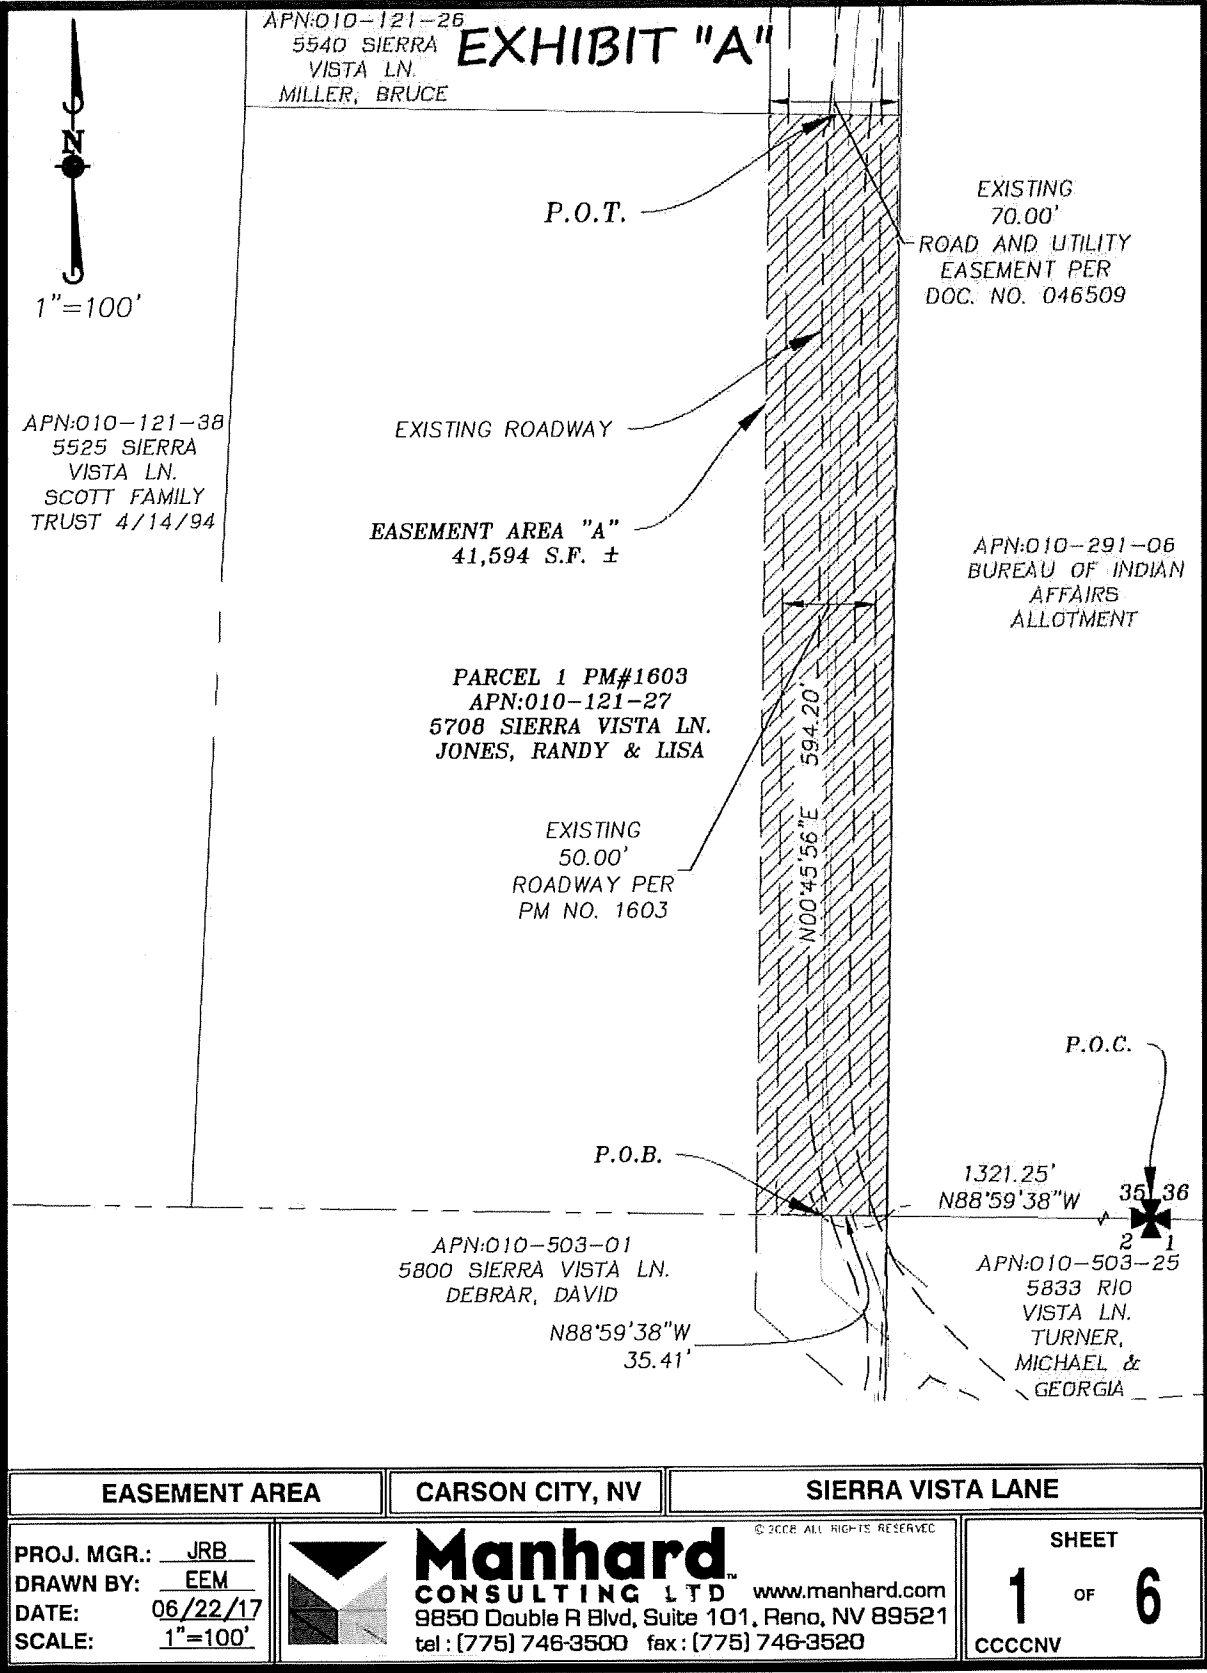 EXHIBIT "A"
APN:010-121-26
5540 SIERRA
VISTA LN.
MILLER, BRUCE
N
1"=100'
P.O.T.
EXISTING
70.00'
ROAD AND UTILITY
EASEMENT PER
DOC. NO. 046509
APN:010-121-38
5525 SIERRA
VISTA LN.
SCOTT FAMILY
TRUST 4/14/94
EXISTING ROADWAY
EASEMENT AREA "A"
41,594 S.F. ±
APN:010-291-06
BUREAU OF INDIAN
AFFAIRS
ALLOTMENT
PARCEL 1 PM#1603
APN:010-121-27
5708 SIERRA VISTA LN.
JONES, RANDY & LISA
N00°45'56"E 594.20'
EXISTING
50.00'
ROADWAY PER
PM NO. 1603
P.O.C.
P.O.B.
1321.25'
N88°59'38"W
35 36
2 1
APN:010-503-01
5800 SIERRA VISTA LN.
DEBRAR, DAVID
N88°59'38"W
35.41'
APN:010-503-25
5833 RIO
VISTA LN.
TURNER,
MICHAEL &
GEORGIA
EASEMENT AREA
CARSON CITY, NV
SIERRA VISTA LANE
PROJ. MGR.: JRB
DRAWN BY: EEM
DATE: 06/22/17
SCALE: 1"=100'
© 2008 ALL RIGHTS RESERVED
Manhard™
CONSULTING LTD www.manhard.com
9850 Double R Blvd, Suite 101, Reno, NV 89521
tel : (775) 746-3500 fax : (775) 746-3520
SHEET
1 OF 6
CCCCNV